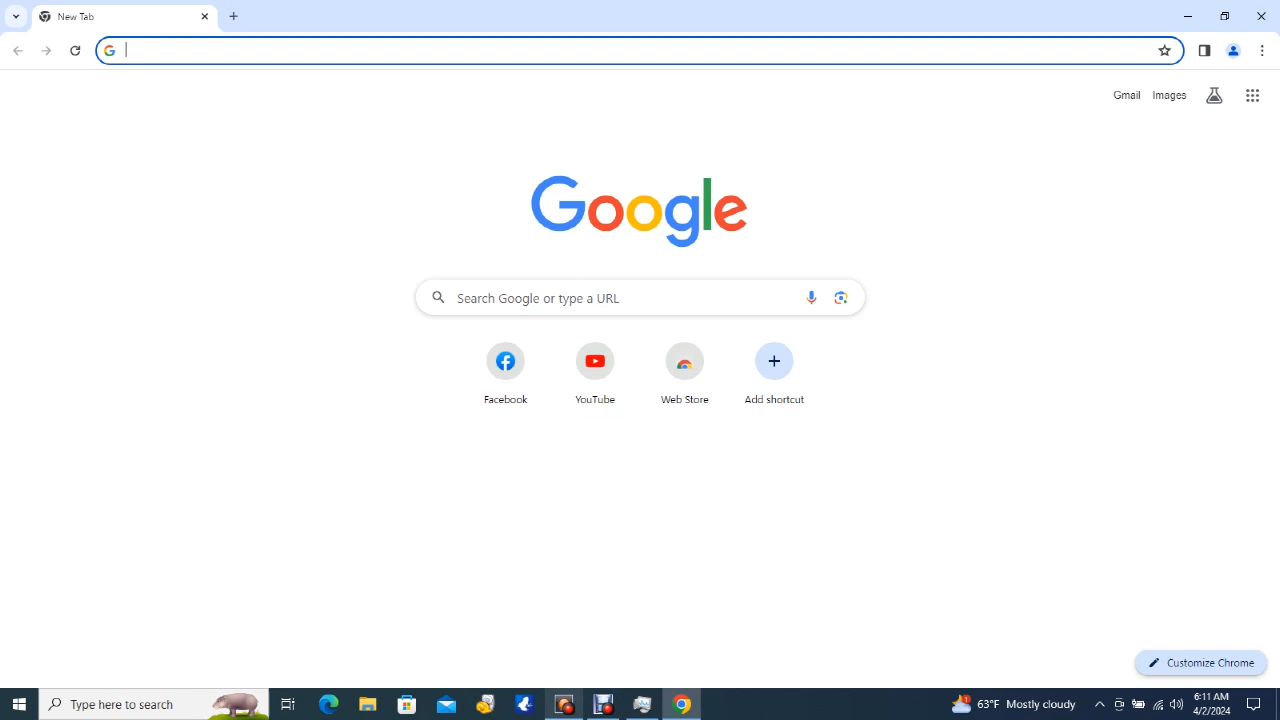 New Tab
Gmail Images
Google
Search Google or type a URL
Facebook YouTube Web Store Add shortcut
Customize Chrome
Type here to search
63°F Mostly cloudy
6:11 AM
4/2/2024